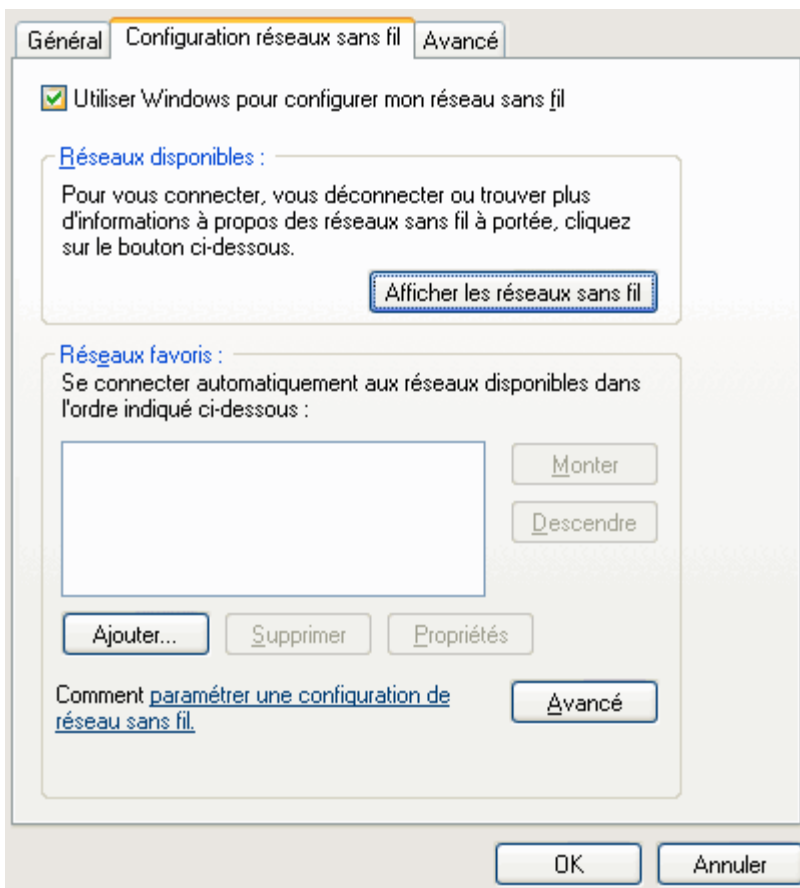 Général
Configuration réseaux sans fil
Avancé
Utiliser Windows pour configurer mon réseau sans fil
Réseaux disponibles :
Pour vous connecter, vous déconnecter ou trouver plus
d'informations à propos des réseaux sans fil à portée, cliquez
sur le bouton ci-dessous.
Afficher les réseaux sans fil
Réseaux favoris :
Se connecter automatiquement aux réseaux disponibles dans
l'ordre indiqué ci-dessous :
Monter
Descendre
Ajouter...
Supprimer
Propriétés
Comment paramétrer une configuration de
réseau sans fil.
Avancé
OK
Annuler